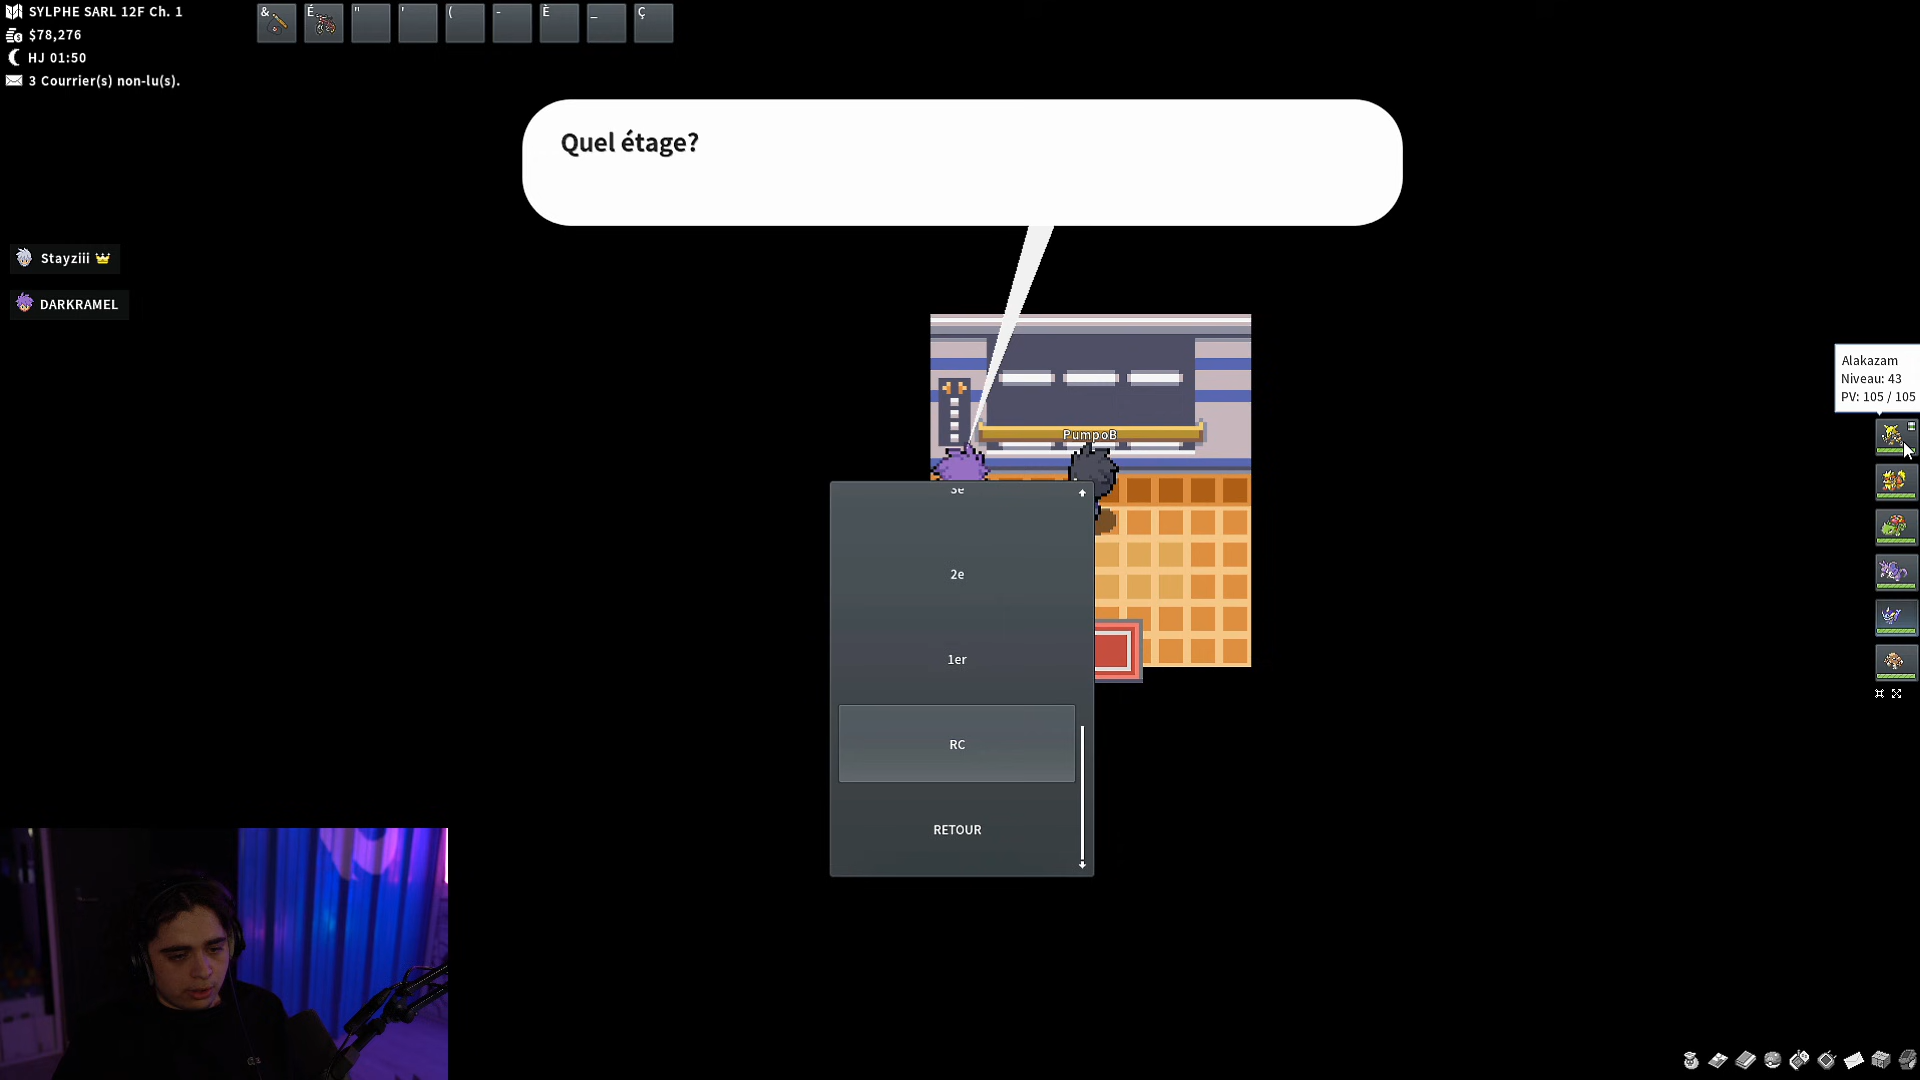 SYLPHE SARL 12F Ch. 1
$78,276
HJ 01:50
3 Courrier(s) non-lu(s).
& É " ' ( - È _ Ç
Quel étage?
Stayziii
DARKRAMEL
Alakazam
Niveau: 43
PV: 105 / 105
PumpoB
3e
2e
1er
RC
RETOUR